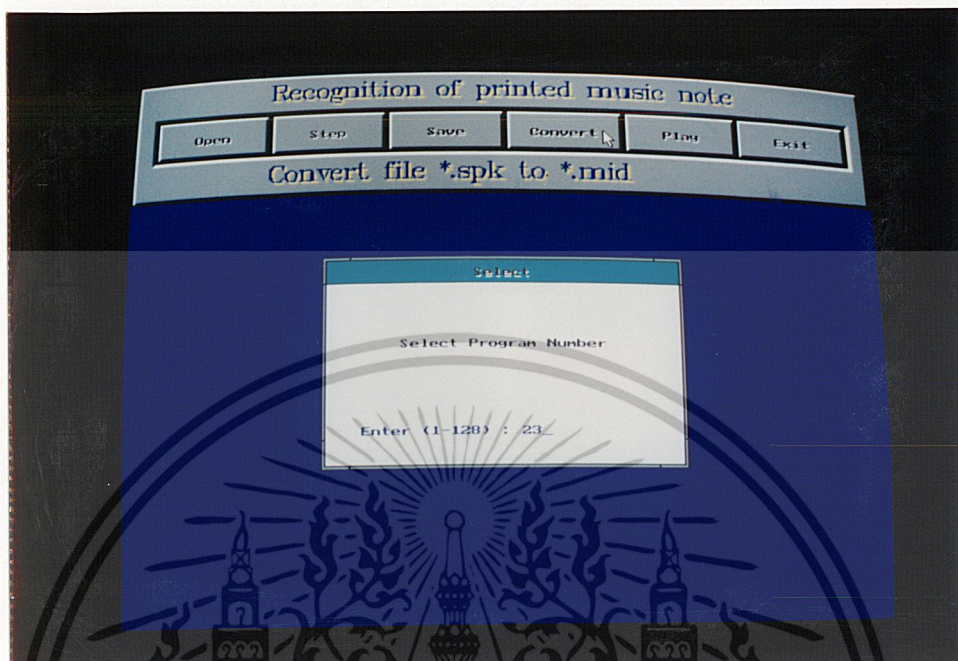 Recognition of printed music note
Open Step Save Convert Play Exit
Convert file *.spk to *.mid
Select
Select Program Number
Enter (1-128) : 23_